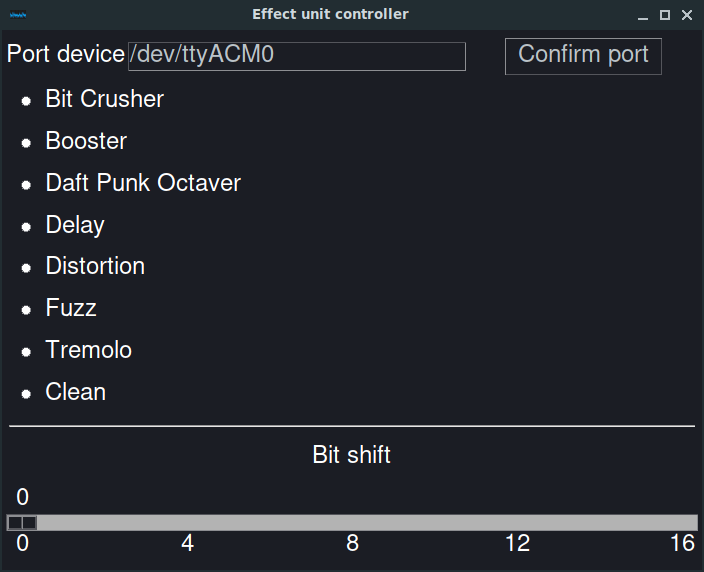 Effect unit controller
Port device /dev/ttyACM0 Confirm port
Bit Crusher
Booster
Daft Punk Octaver
Delay
Distortion
Fuzz
Tremolo
Clean
Bit shift
0
0 4 8 12 16